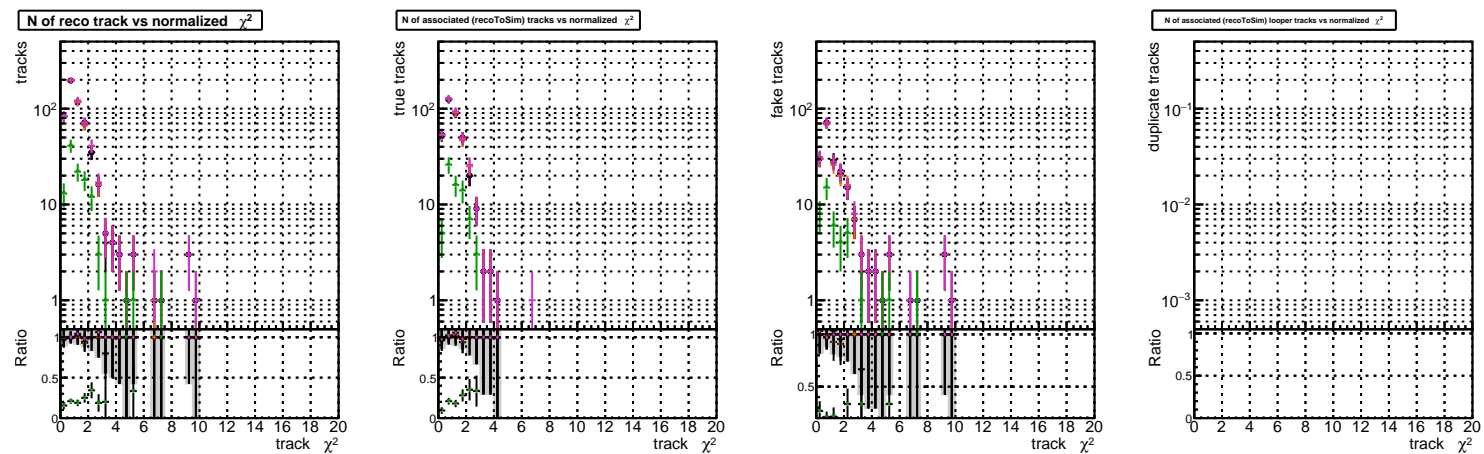 N of reco track vs normalized χ²
tracks
10²
10
1
Ratio
1
0.5
0
0 2 4 6 8 10 12 14 16 18 20
track χ²
N of associated (recoToSim) tracks vs normalized χ²
true tracks
10²
10
1
Ratio
1
0.5
0
0 2 4 6 8 10 12 14 16 18 20
track χ²
fake tracks
10²
10
1
Ratio
1
0.5
0 2 4 6 8 10 12 14 16 18 20
track χ²
N of associated (recoToSim) looper tracks vs normalized χ²
duplicate tracks
10⁻¹
10⁻²
10⁻³
Ratio
1
0.5
0
0 2 4 6 8 10 12 14 16 18 20
track χ²